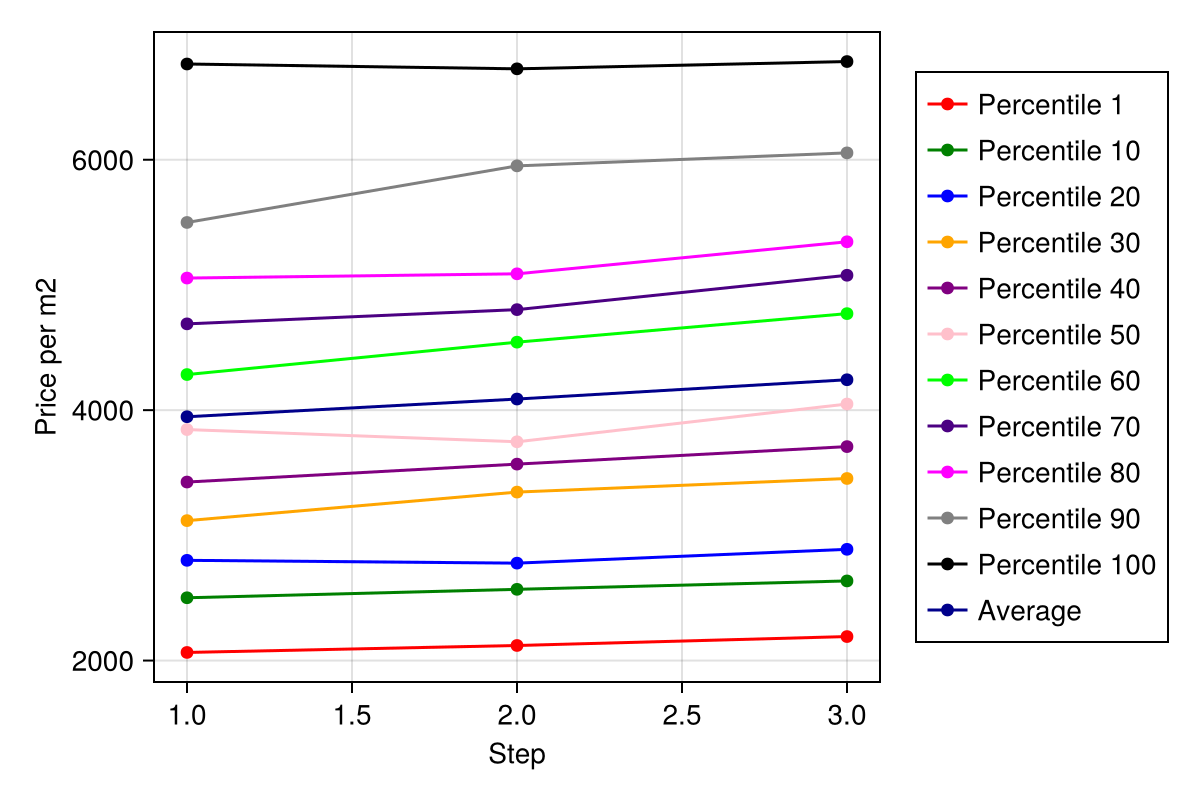 Price per m2
6000
4000
2000
1.0 1.5 2.0 2.5 3.0
Step
Percentile 1
Percentile 10
Percentile 20
Percentile 30
Percentile 40
Percentile 50
Percentile 60
Percentile 70
Percentile 80
Percentile 90
Percentile 100
Average